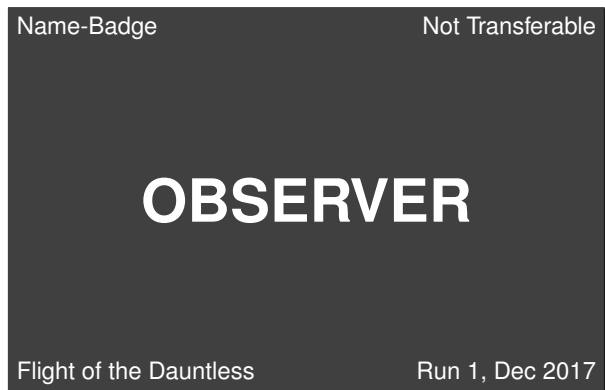 Name-Badge Not Transferable
OBSERVER
Flight of the Dauntless Run 1, Dec 2017